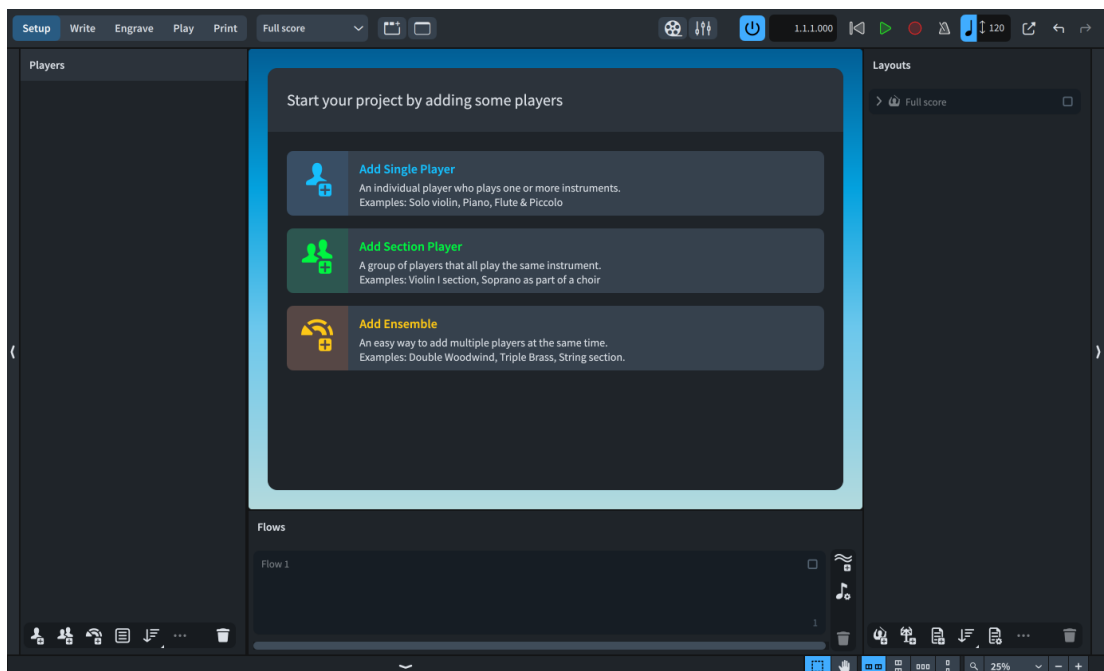 Setup Write Engrave Play Print Full score 1.1.1.000 120
Players
Start your project by adding some players
Add Single Player
An individual player who plays one or more instruments.
Examples: Solo violin, Piano, Flute & Piccolo
Add Section Player
A group of players that all play the same instrument.
Examples: Violin I section, Soprano as part of a choir
Add Ensemble
An easy way to add multiple players at the same time.
Examples: Double Woodwind, Triple Brass, String section.
Layouts
Full score
Flows
Flow 1
1
25%